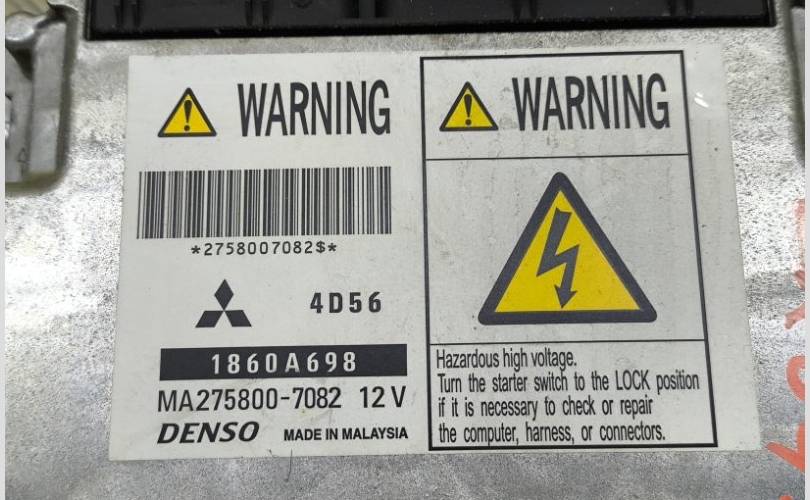 WARNING
*2758007082$*
4D56
1860A698
MA275800-7082 12V
DENSO MADE IN MALAYSIA
WARNING
Hazardous high voltage.
Turn the starter switch to the LOCK position
if it is necessary to check or repair
the computer, harness, or connectors.